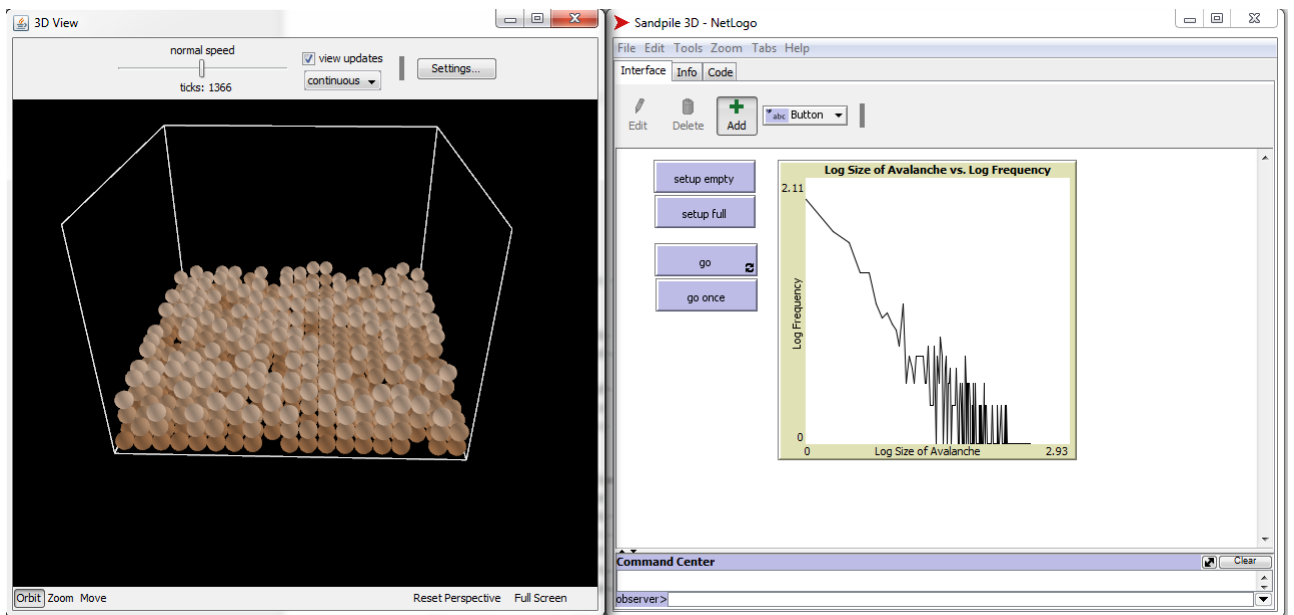 3D View
normal speed
ticks: 1366
view updates
continuous
Settings...
Orbit Zoom Move
Reset Perspective Full Screen
Sandpile 3D - NetLogo
File Edit Tools Zoom Tabs Help
Interface Info Code
Edit Delete Add abc Button
setup empty
setup full
go
go once
Log Size of Avalanche vs. Log Frequency
2.11
Log Frequency
0
0 Log Size of Avalanche 2.93
Command Center Clear
observer>